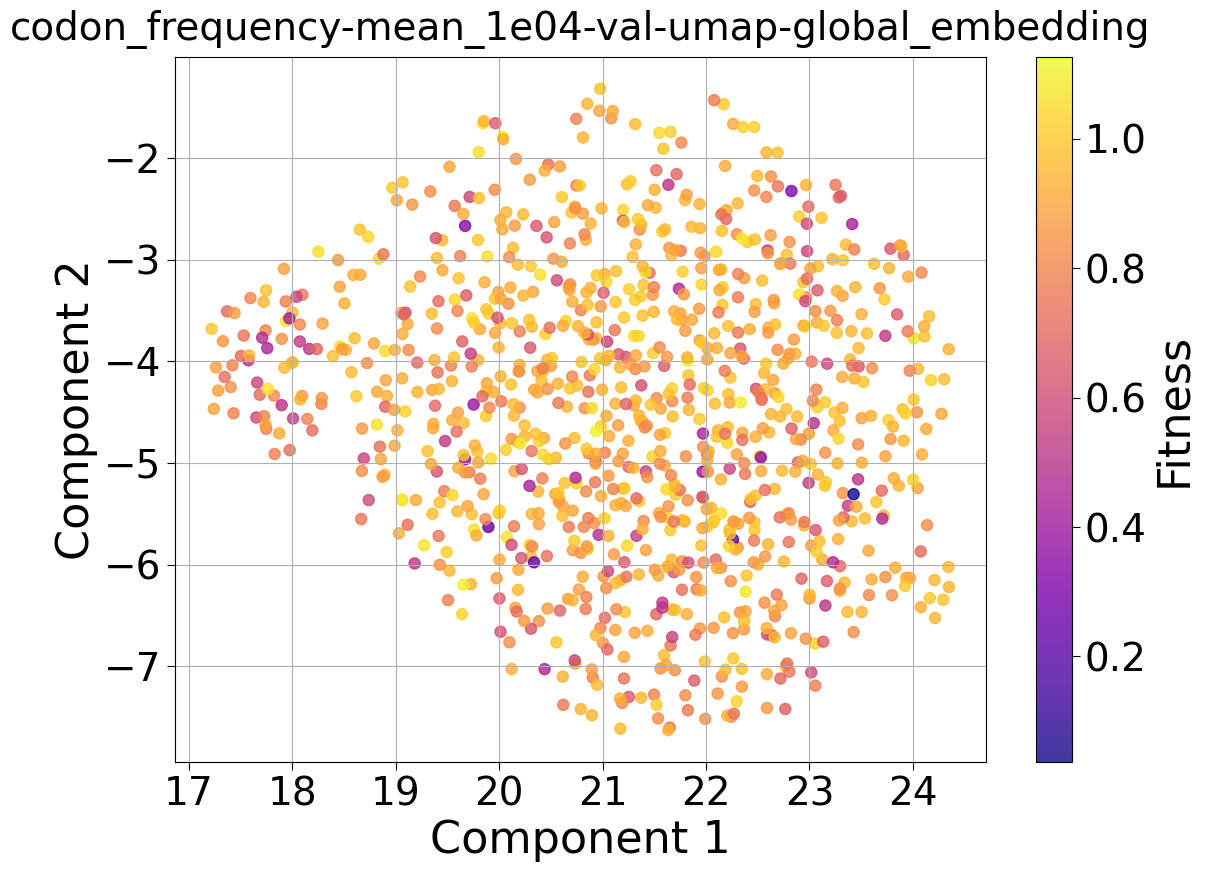 codon_frequency-mean_1e04-val-umap-global_embedding
−2
−3
−4
−5
−6
−7
Component 2
17 18 19 20 21 22 23 24
Component 1
1.0
0.8
0.6
0.4
0.2
Fitness